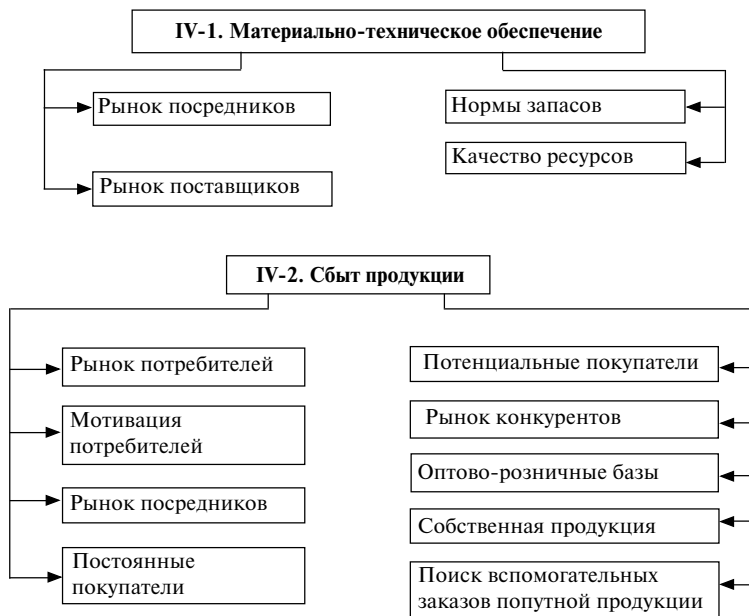 IV-1. Материально-техническое обеспечение
Рынок посредников
Рынок поставщиков
Нормы запасов
Качество ресурсов
IV-2. Сбыт продукции
Рынок потребителей
Мотивация
потребителей
Рынок посредников
Постоянные
покупатели
Потенциальные покупатели
Рынок конкурентов
Оптово-розничные базы
Собственная продукция
Поиск вспомогательных
заказов попутной продукции